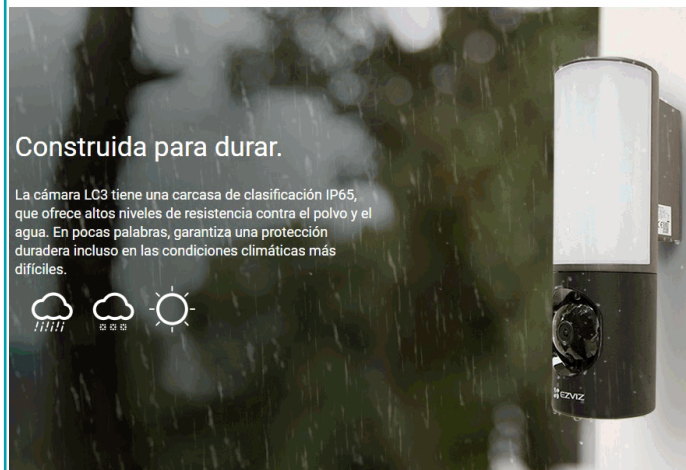 Construida para durar.
La cámara LC3 tiene una carcasa de clasificación IP65,
que ofrece altos niveles de resistencia contra el polvo y el
agua. En pocas palabras, garantiza una protección
duradera incluso en las condiciones climáticas más
difíciles.
EZVIZ